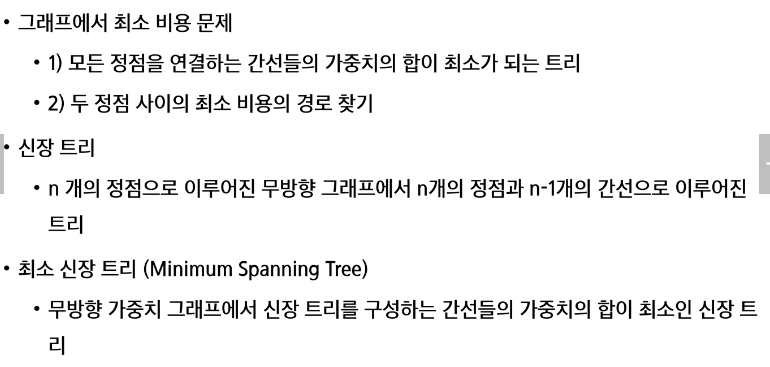 • 그래프에서 최소 비용 문제
• 1) 모든 정점을 연결하는 간선들의 가중치의 합이 최소가 되는 트리
• 2) 두 정점 사이의 최소 비용의 경로 찾기
• 신장 트리
• n 개의 정점으로 이루어진 무방향 그래프에서 n개의 정점과 n-1개의 간선으로 이루어진
트리
• 최소 신장 트리 (Minimum Spanning Tree)
• 무방향 가중치 그래프에서 신장 트리를 구성하는 간선들의 가중치의 합이 최소인 신장 트
리